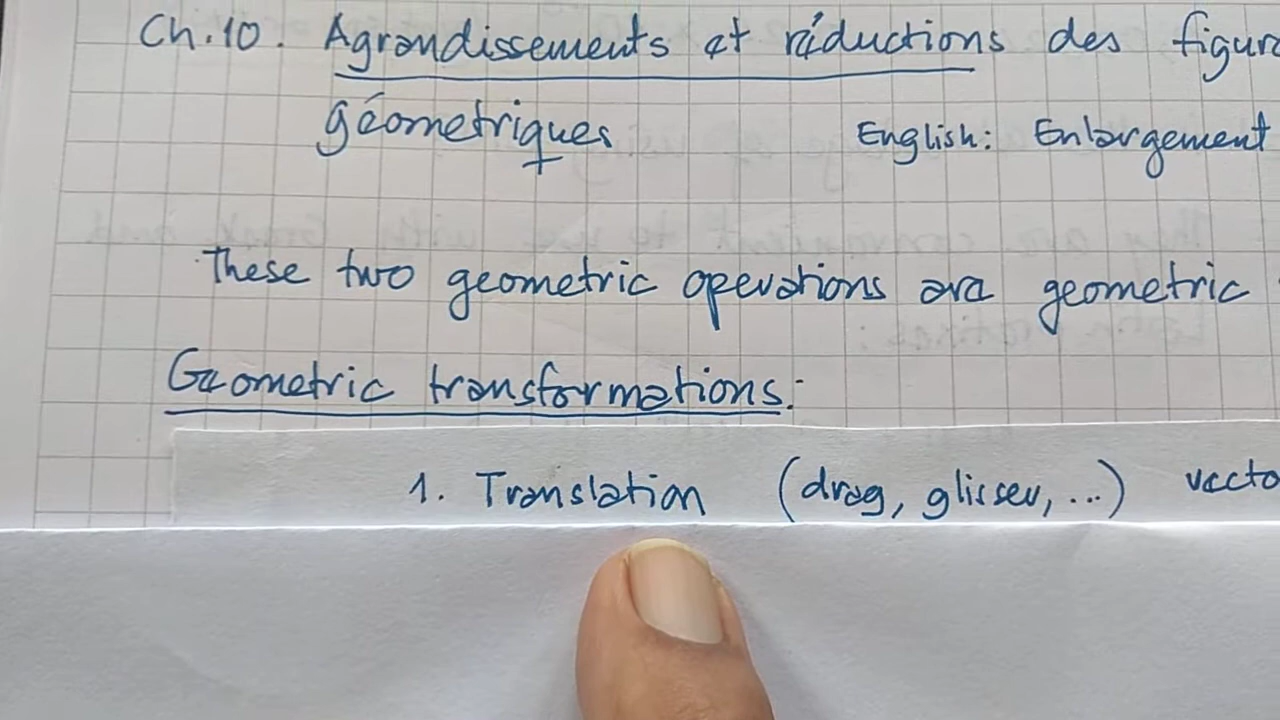 Ch.10. Agrandissements et réductions des figur
géometriques English: Enlargement
These two geometric operations are geometric
Geometric transformations:
1. Translation (drag, glisser, ...) vecto